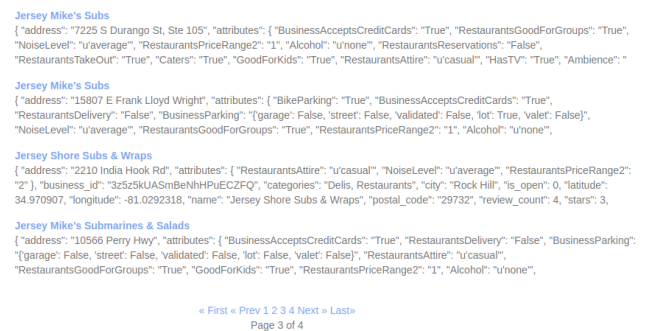 Jersey Mike's Subs
{ "address": "7225 S Durango St, Ste 105", "attributes": { "BusinessAcceptsCreditCards": "True", "RestaurantsGoodForGroups": "True",
"NoiseLevel": "u'average'", "RestaurantsPriceRange2": "1", "Alcohol": "u'none'", "RestaurantsReservations": "False",
"RestaurantsTakeOut": "True", "Caters": "True", "GoodForKids": "True", "RestaurantsAttire": "u'casual'", "HasTV": "True", "Ambience": "
Jersey Mike's Subs
{ "address": "15807 E Frank Lloyd Wright", "attributes": { "BikeParking": "True", "BusinessAcceptsCreditCards": "True",
"RestaurantsDelivery": "False", "BusinessParking": "{'garage': False, 'street': False, 'validated': False, 'lot': True, 'valet': False}",
"NoiseLevel": "u'average'", "RestaurantsGoodForGroups": "True", "RestaurantsPriceRange2": "1", "Alcohol": "u'none'",
Jersey Shore Subs & Wraps
{ "address": "2210 India Hook Rd", "attributes": { "RestaurantsAttire": "u'casual'", "NoiseLevel": "u'average'", "RestaurantsPriceRange2":
"2" }, "business_id": "3z5z5kUASmBeNhHPuECZFQ", "categories": "Delis, Restaurants", "city": "Rock Hill", "is_open": 0, "latitude":
34.970907, "longitude": -81.0292318, "name": "Jersey Shore Subs & Wraps", "postal_code": "29732", "review_count": 4, "stars": 3,
Jersey Mike's Submarines & Salads
{ "address": "10566 Perry Hwy", "attributes": { "BusinessAcceptsCreditCards": "True", "RestaurantsDelivery": "False", "BusinessParking":
"{'garage': False, 'street': False, 'validated': False, 'lot': False, 'valet': False}", "RestaurantsAttire": "u'casual'",
"RestaurantsGoodForGroups": "True", "GoodForKids": "True", "RestaurantsPriceRange2": "1", "Alcohol": "u'none'",
« First « Prev 1 2 3 4 Next » Last»
Page 3 of 4